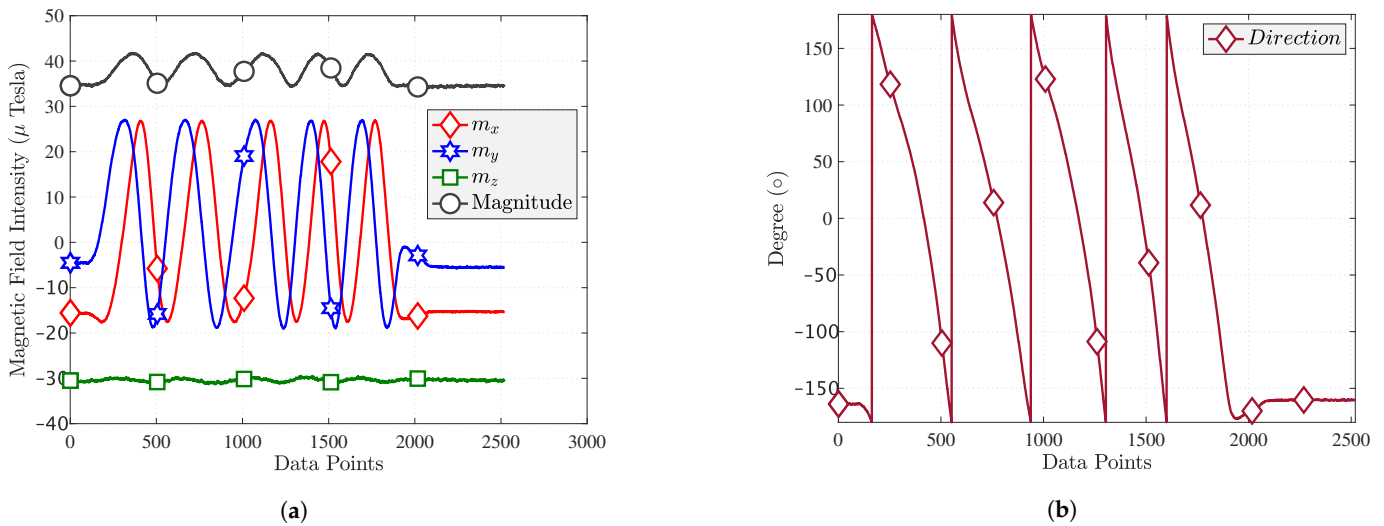 Magnetic Field Intensity (μ Tesla)
50
40
30
20
10
0
−10
−20
−30
−40
m_x
m_y
m_z
Magnitude
0 500 1000 1500 2000 2500 3000
Data Points
(a)
Degree (○)
150
100
50
0
−50
−100
−150
Direction
0 500 1000 1500 2000 2500
Data Points
(b)